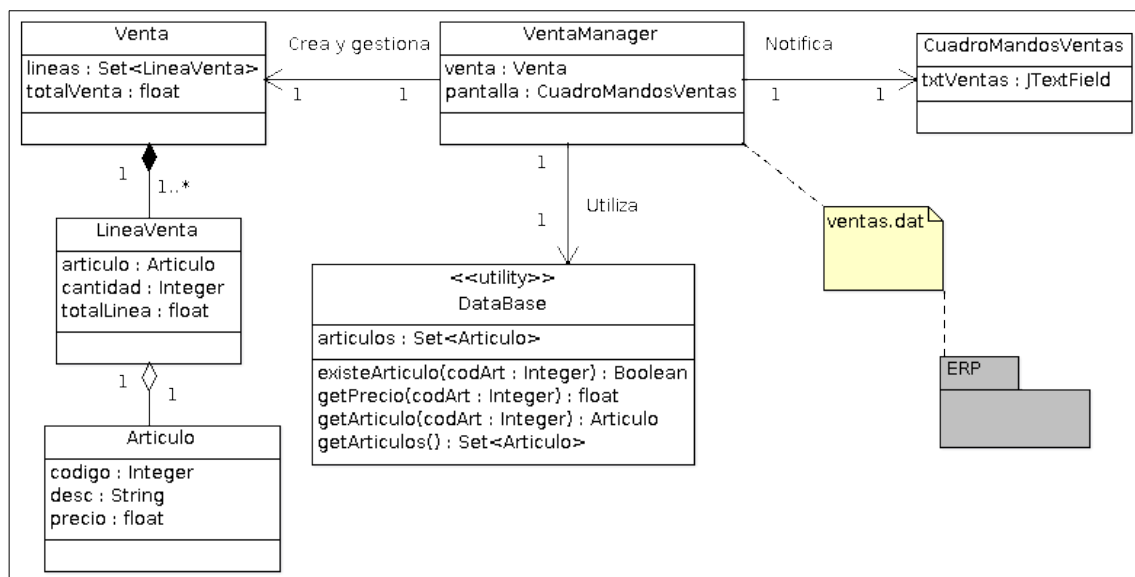 Venta
lineas : Set<LineaVenta>
totalVenta : float
Crea y gestiona
1
1
VentaManager
venta : Venta
pantalla : CuadroMandosVentas
Notifica
1
1
CuadroMandosVentas
txtVentas : JTextField
1
1..*
LineaVenta
articulo : Articulo
cantidad : Integer
totalLinea : float
1
1
Articulo
codigo : Integer
desc : String
precio : float
1
1
Utiliza
<<utility>>
DataBase
articulos : Set<Articulo>
existeArticulo(codArt : Integer) : Boolean
getPrecio(codArt : Integer) : float
getArticulo(codArt : Integer) : Articulo
getArticulos() : Set<Articulo>
ventas.dat
ERP